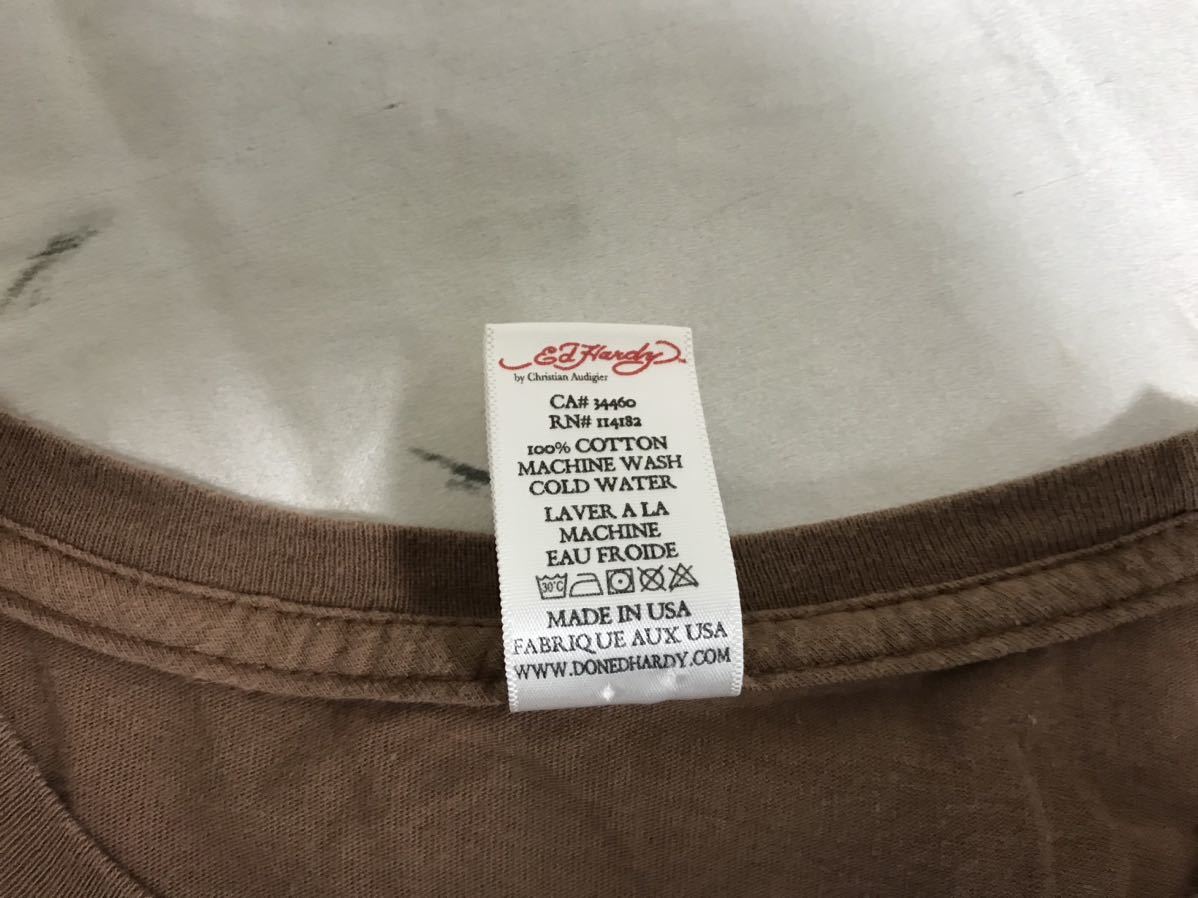 Ed Hardy
by Christian Audigier
CA# 34460
RN# 114182
100% COTTON
MACHINE WASH
COLD WATER
LAVER A LA
MACHINE
EAU FROIDE
30°C
MADE IN USA
FABRIQUE AUX USA
WWW.DONEDHARDY.COM